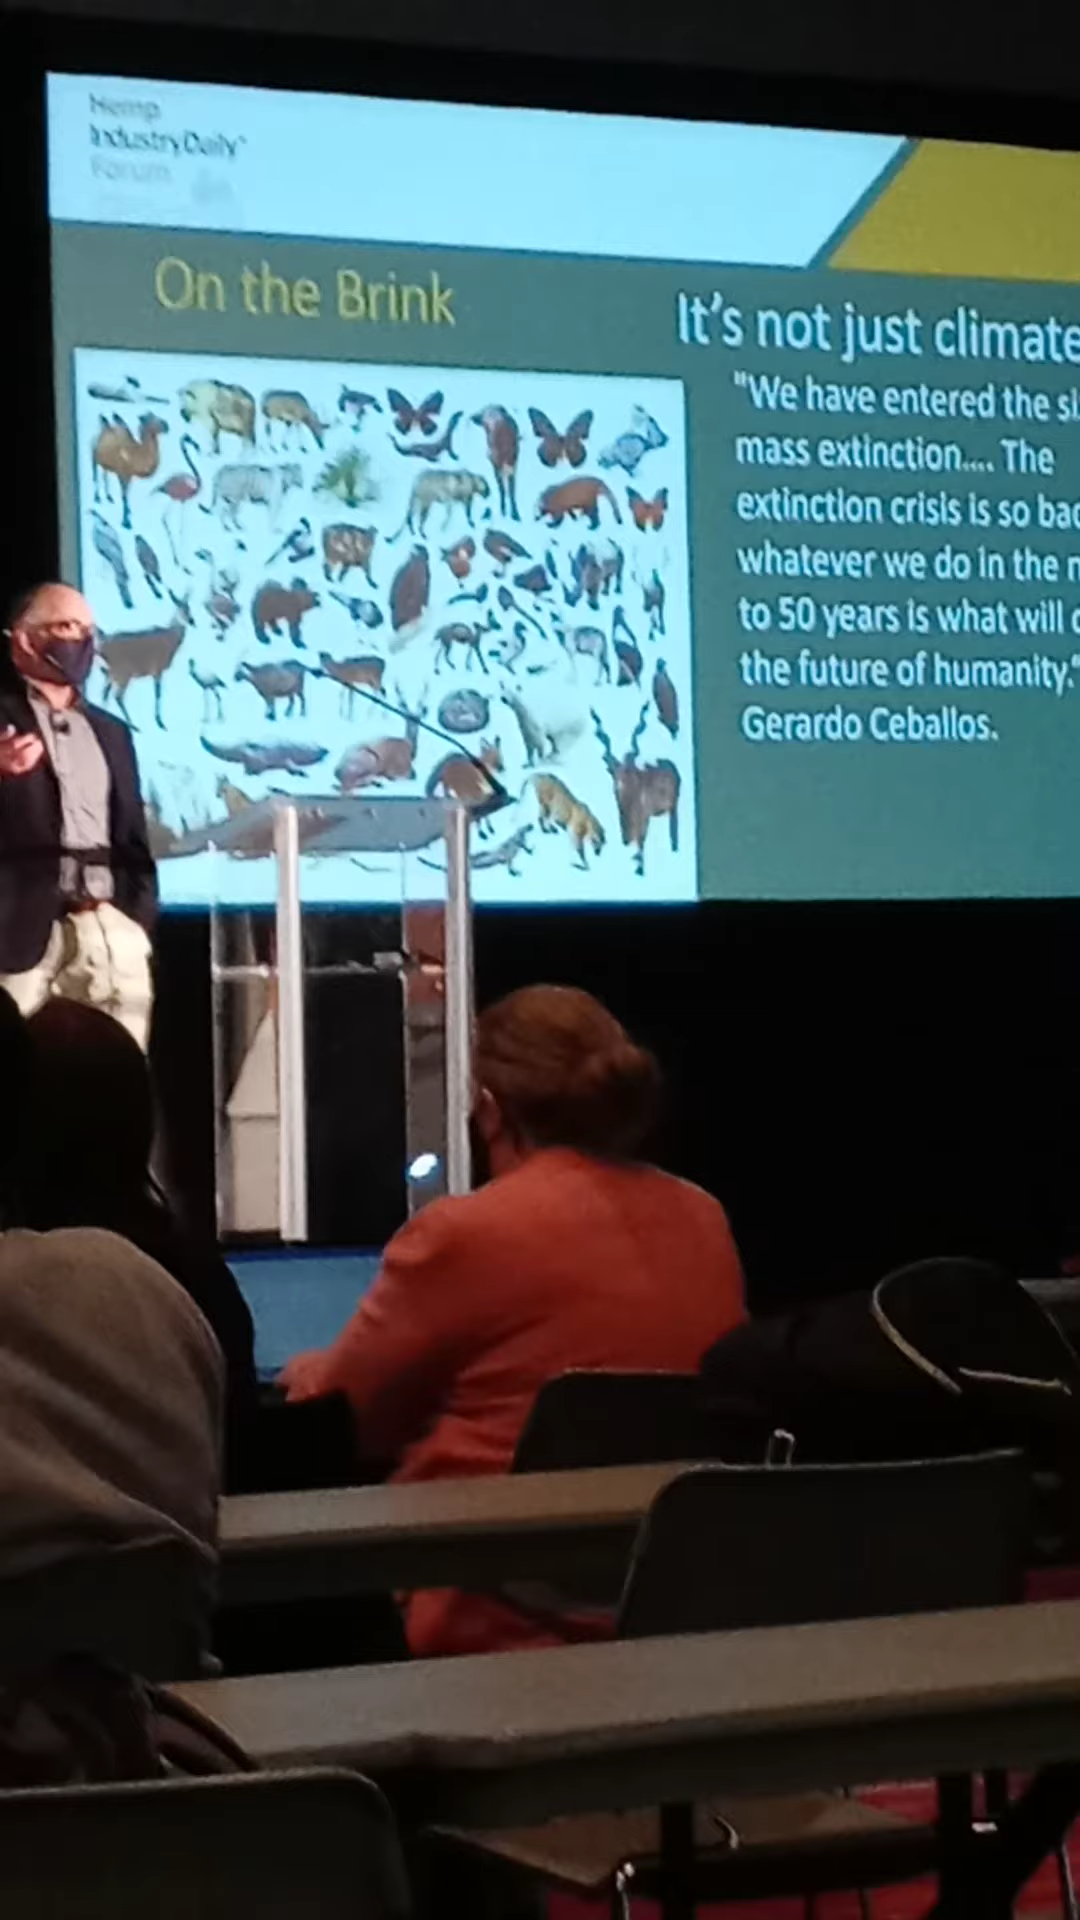 Hemp
IndustryDaily
Forum
On the Brink
It's not just climate
"We have entered the si
mass extinction.... The
extinction crisis is so bad
whatever we do in the n
to 50 years is what will d
the future of humanity."
Gerardo Ceballos.